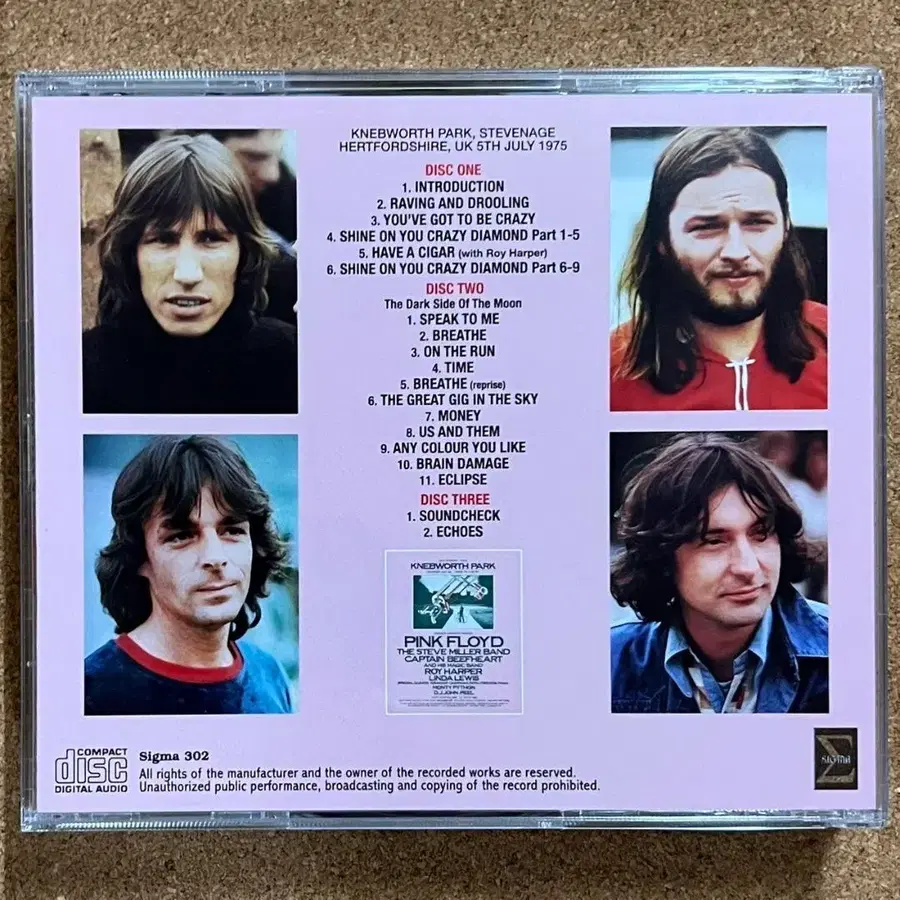 KNEBWORTH PARK, STEVENAGE
HERTFORDSHIRE, UK 5TH JULY 1975
DISC ONE
1. INTRODUCTION
2. RAVING AND DROOLING
3. YOU'VE GOT TO BE CRAZY
4. SHINE ON YOU CRAZY DIAMOND Part 1-5
5. HAVE A CIGAR (with Roy Harper)
6. SHINE ON YOU CRAZY DIAMOND Part 6-9
DISC TWO
The Dark Side Of The Moon
1. SPEAK TO ME
2. BREATHE
3. ON THE RUN
4. TIME
5. BREATHE (reprise)
6. THE GREAT GIG IN THE SKY
7. MONEY
8. US AND THEM
9. ANY COLOUR YOU LIKE
10. BRAIN DAMAGE
11. ECLIPSE
DISC THREE
1. SOUNDCHECK
2. ECHOES
KNEBWORTH PARK
PINK FLOYD
THE STEVE MILLER BAND
CAPTAIN BEEFHEART
AND HIS MAGIC BAND
ROY HARPER
LINDA LEWIS
MONTY PYTHON
D.J. JOHN PEEL
COMPACT
disc
DIGITAL AUDIO
Sigma 302
All rights of the manufacturer and the owner of the recorded works are reserved.
Unauthorized public performance, broadcasting and copying of the record prohibited.
Σ
SIGMA